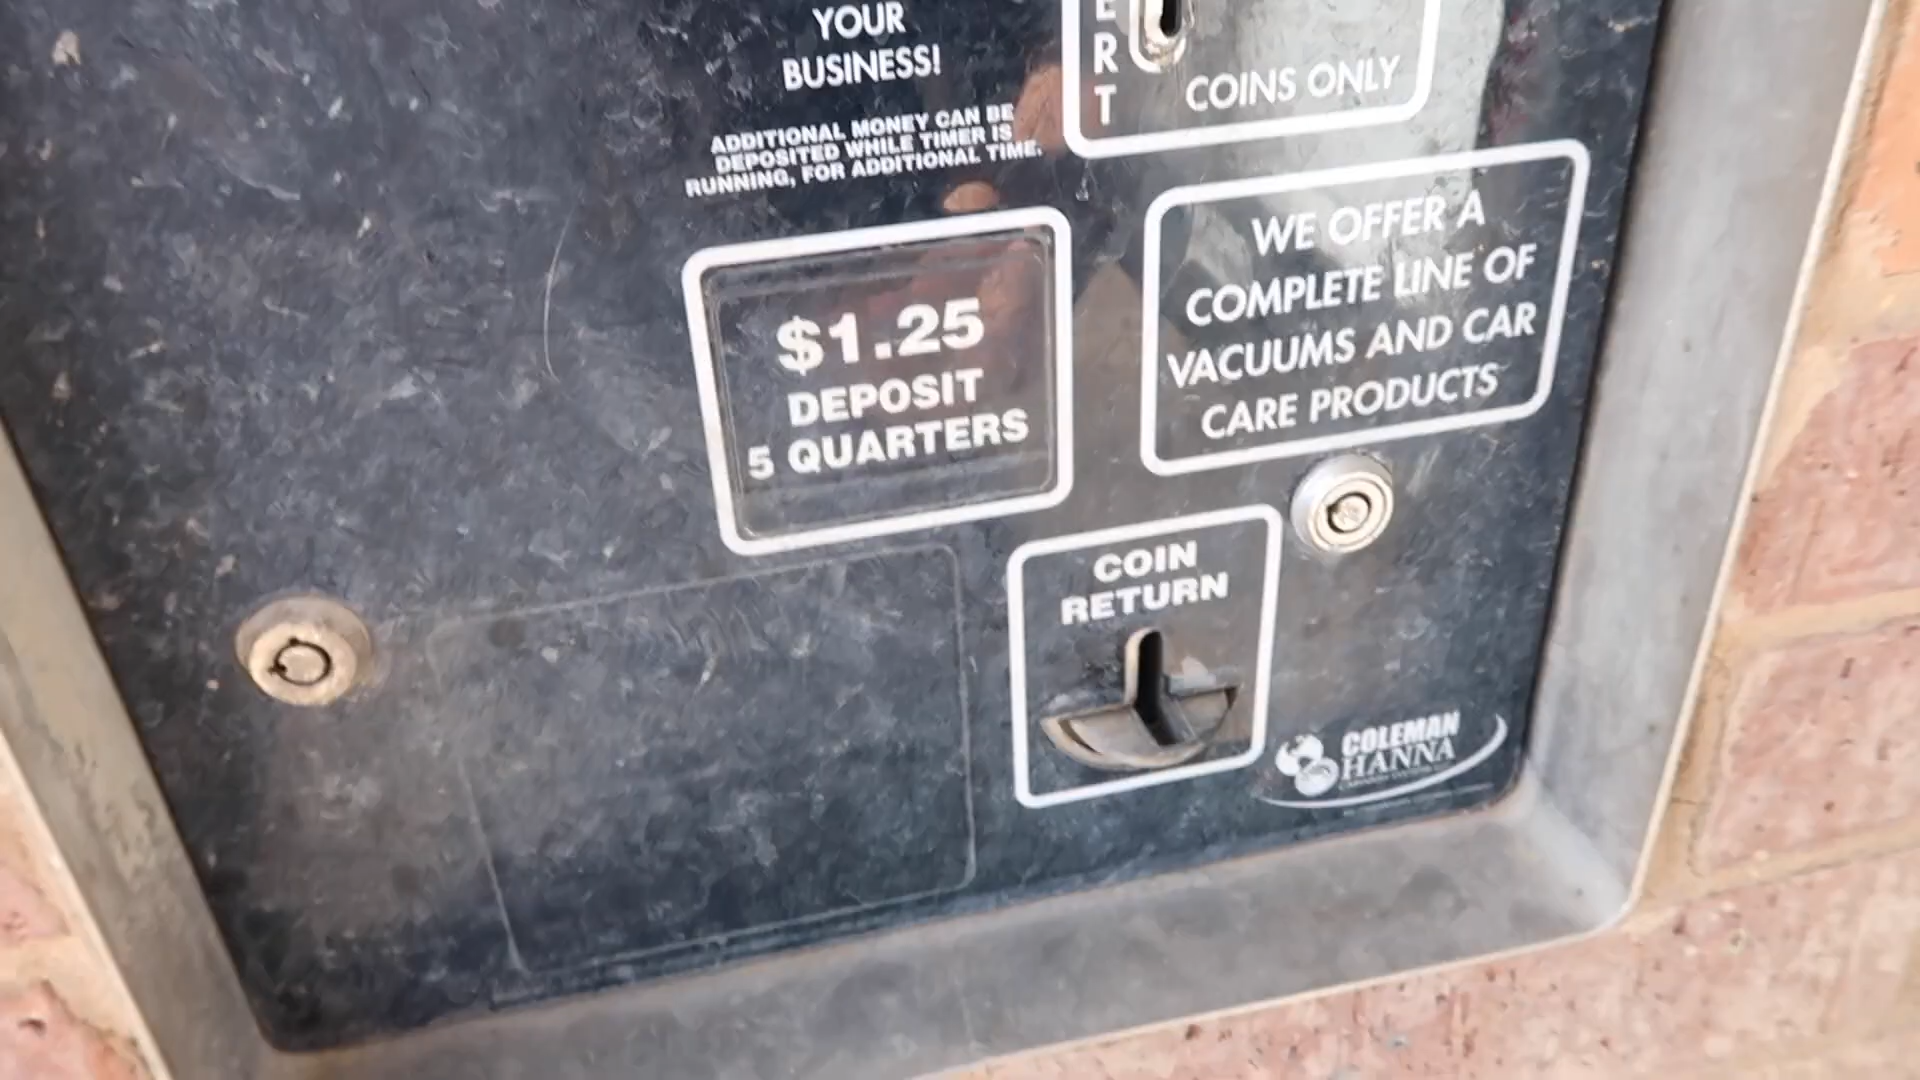 YOUR
BUSINESS!
ADDITIONAL MONEY CAN BE
DEPOSITED WHILE TIMER IS
RUNNING, FOR ADDITIONAL TIME.
ERT
COINS ONLY
WE OFFER A
COMPLETE LINE OF
VACUUMS AND CAR
CARE PRODUCTS
$1.25
DEPOSIT
5 QUARTERS
COIN
RETURN
COLEMAN
HANNA